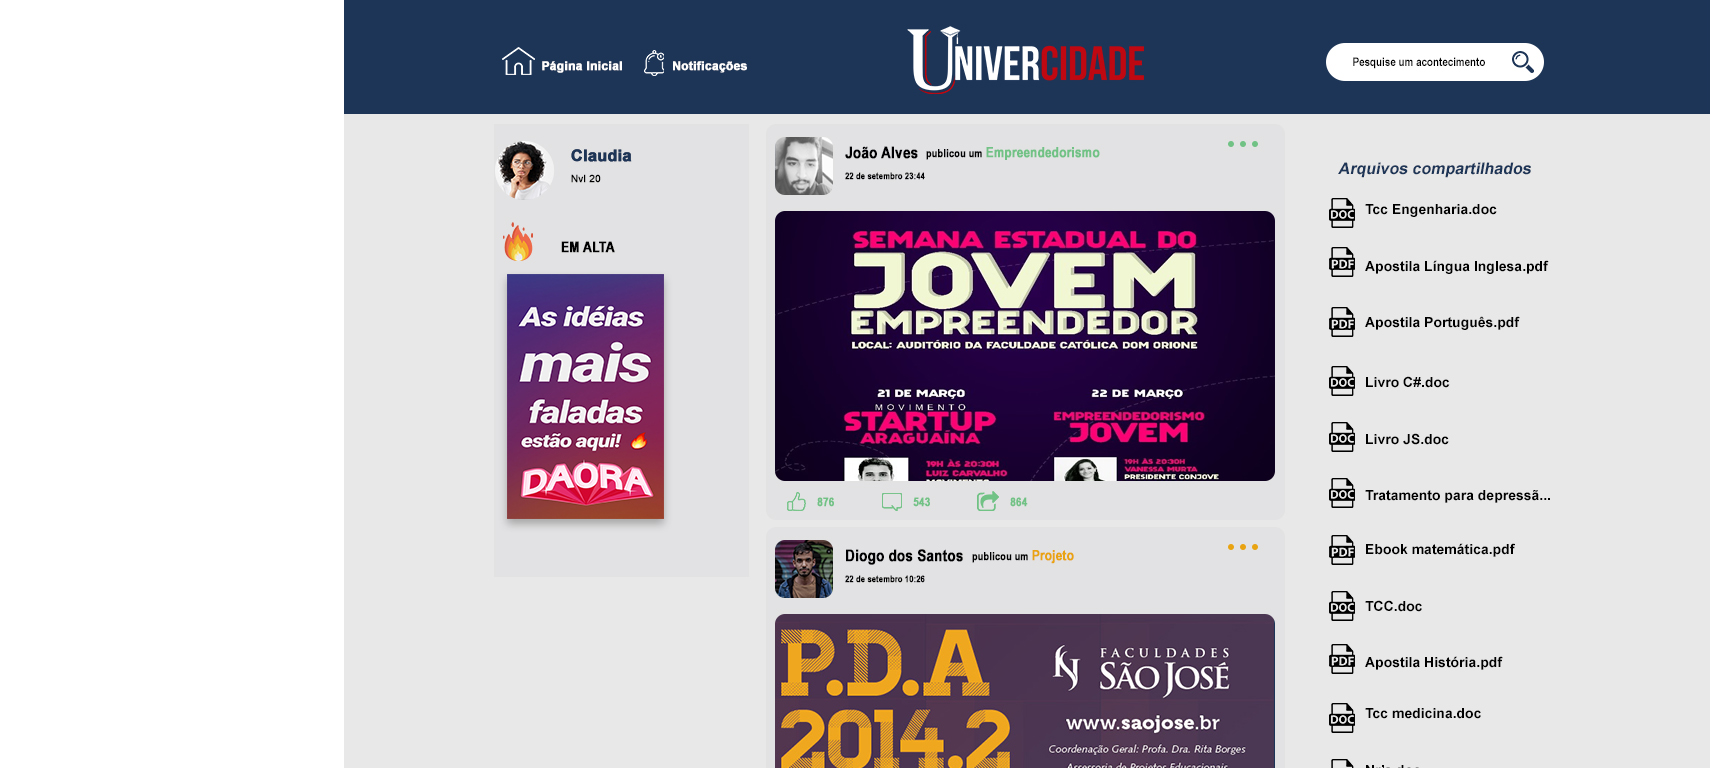 Página Inicial
Notificações
UNIVERCIDADE
Pesquise um acontecimento
Claudia
Nvl 20
EM ALTA
As idéias
mais
faladas
estão aqui!
DAORA
João Alves publicou um Empreendedorismo
22 de setembro 23:44
SEMANA ESTADUAL DO
JOVEM
EMPREENDEDOR
LOCAL: AUDITÓRIO DA FACULDADE CATÓLICA DOM ORIONE
21 DE MARÇO
MOVIMENTO
STARTUP
ARAGUAÍNA
19H ÀS 20:30H
LUIZ CARVALHO
MOVIMENTO
22 DE MARÇO
EMPREENDEDORISMO
JOVEM
19H ÀS 20:30H
VANESSA MURTA
PRESIDENTE CONJOVE
876
543
864
Diogo dos Santos publicou um Projeto
22 de setembro 10:26
P.D.A
2014.2
FACULDADES
SÃO JOSÉ
www.saojose.br
Coordenação Geral: Profa. Dra. Rita Borges
Assessoria de Projetos Educacionais
Arquivos compartilhados
DOC Tcc Engenharia.doc
PDF Apostila Língua Inglesa.pdf
PDF Apostila Português.pdf
DOC Livro C#.doc
DOC Livro JS.doc
DOC Tratamento para depressã...
PDF Ebook matemática.pdf
DOC TCC.doc
PDF Apostila História.pdf
DOC Tcc medicina.doc